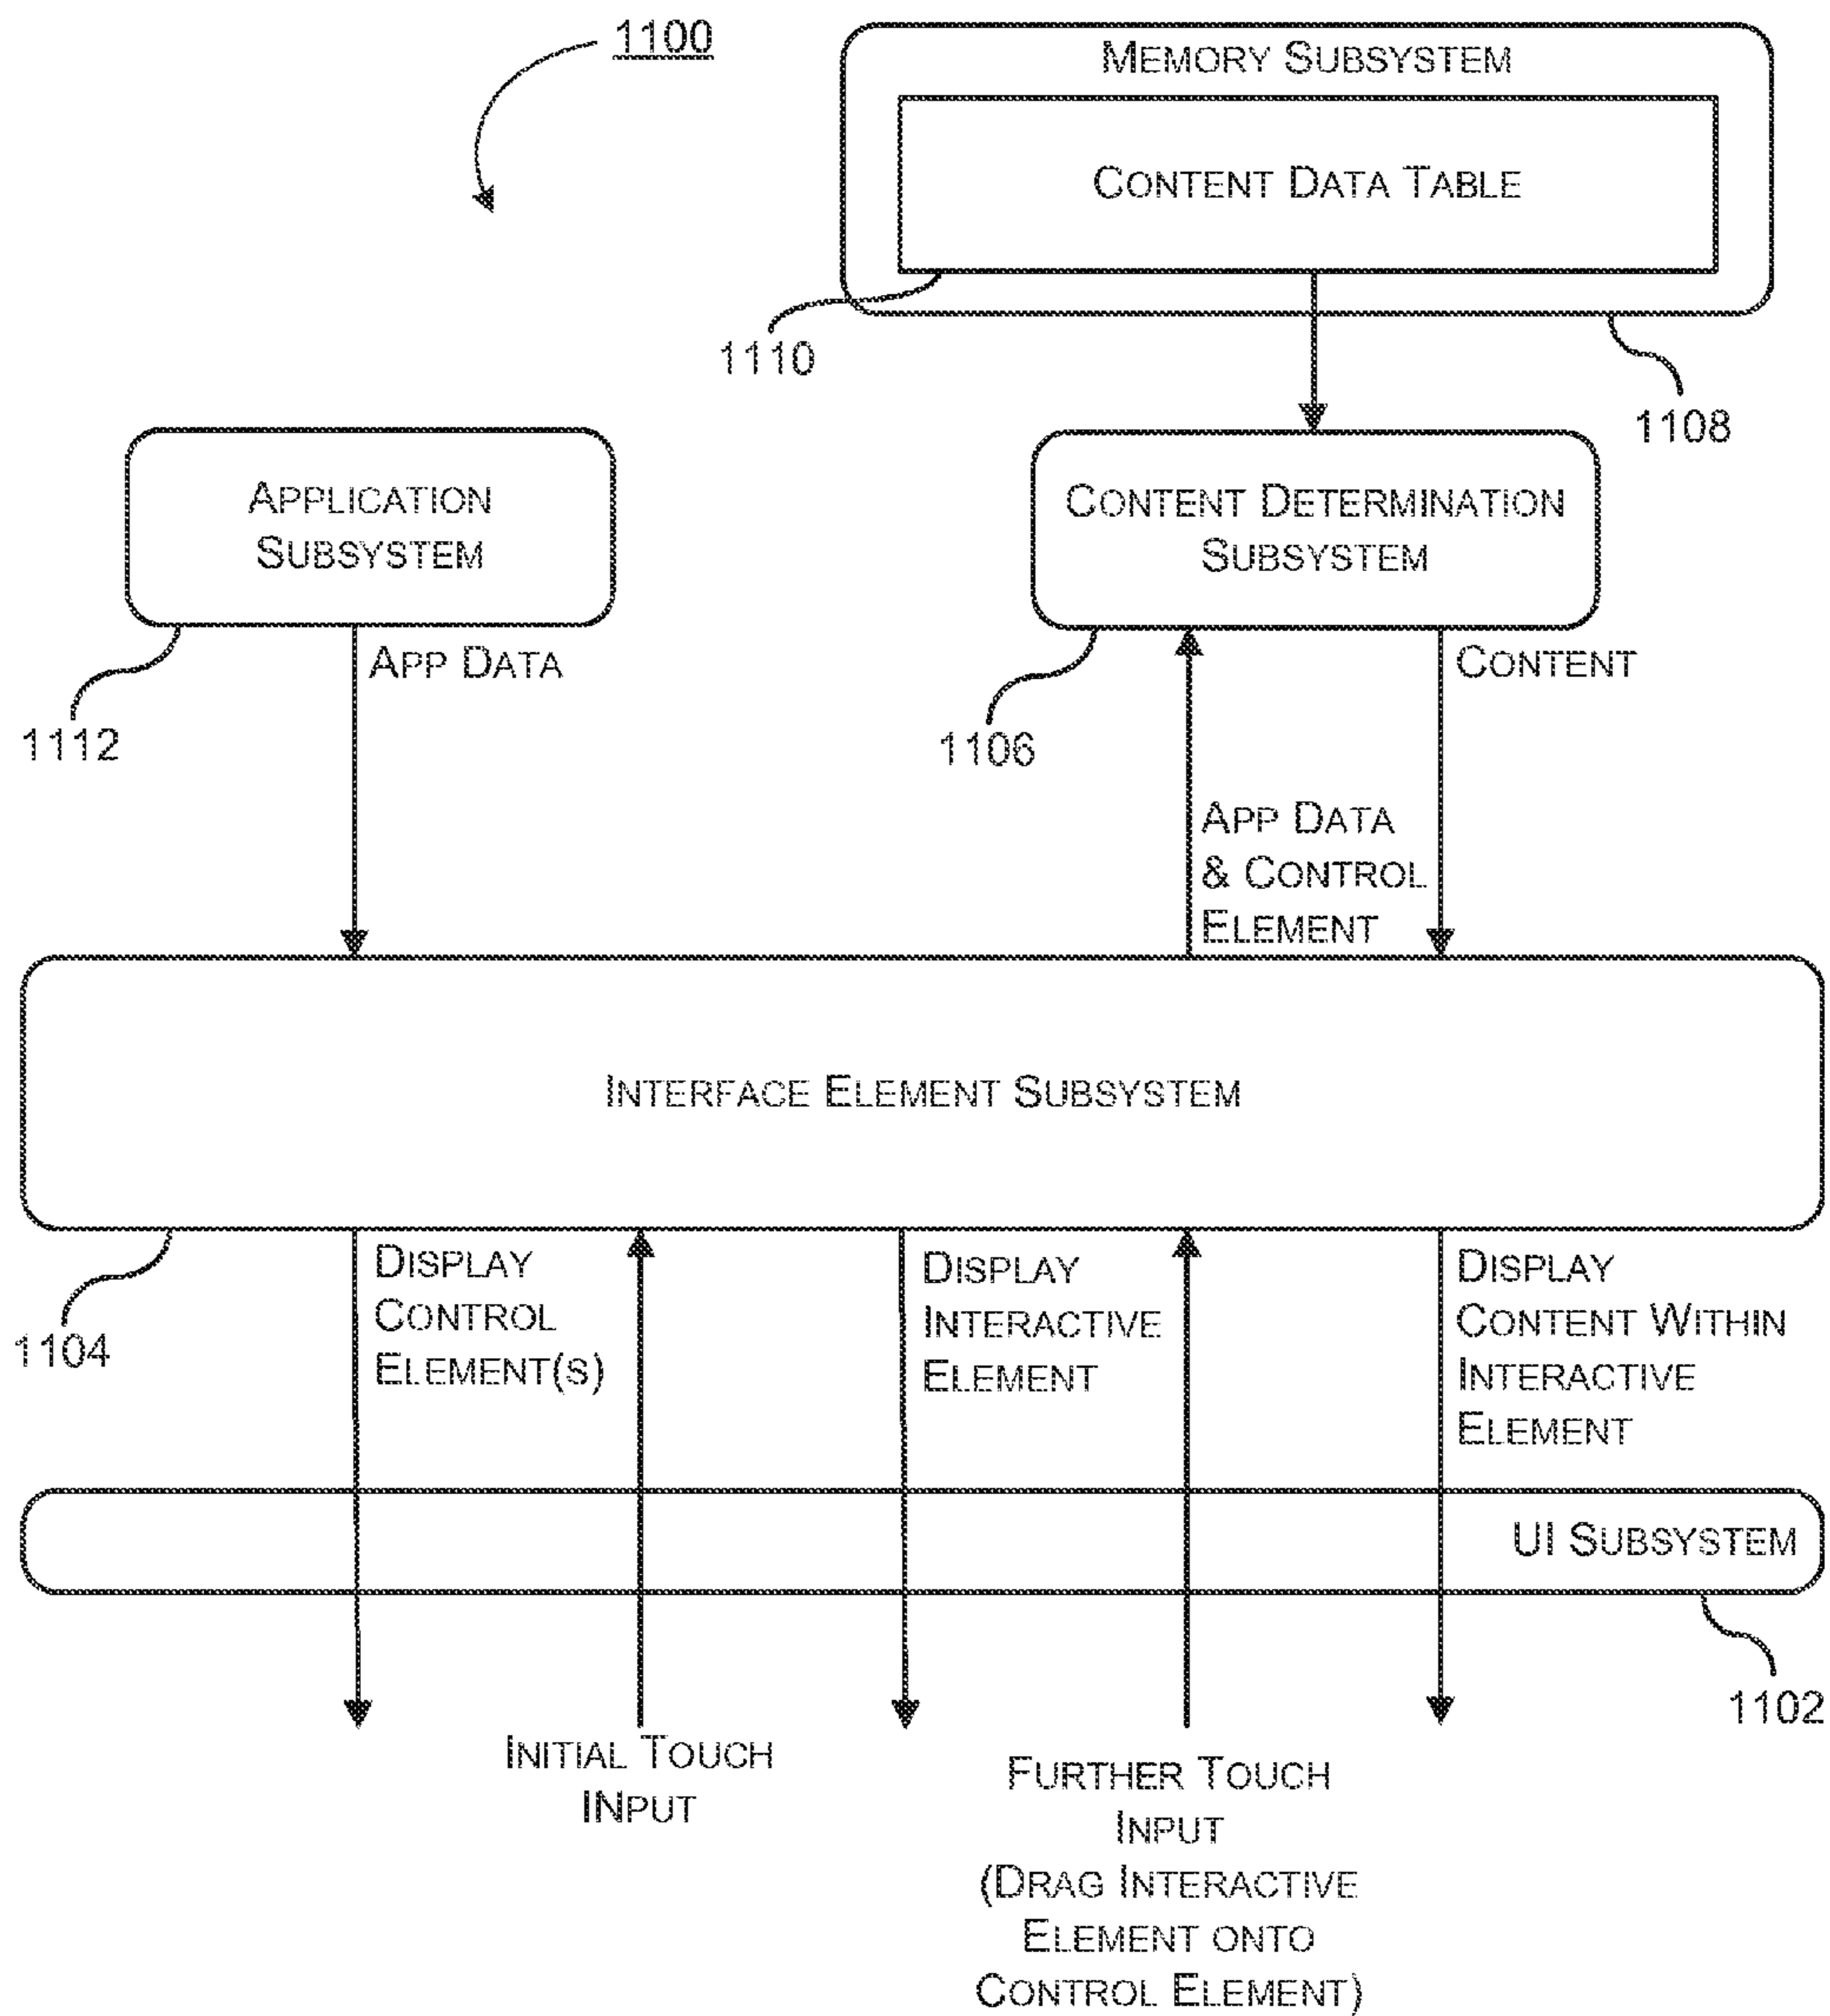 1100
MEMORY SUBSYSTEM
CONTENT DATA TABLE
1110
1108
APPLICATION
SUBSYSTEM
CONTENT DETERMINATION
SUBSYSTEM
APP DATA
CONTENT
1112
1106
APP DATA
& CONTROL
ELEMENT
INTERFACE ELEMENT SUBSYSTEM
1104
DISPLAY
CONTROL
ELEMENT(S)
DISPLAY
INTERACTIVE
ELEMENT
DISPLAY
CONTENT WITHIN
INTERACTIVE
ELEMENT
UI SUBSYSTEM
1102
INITIAL TOUCH
INPUT
FURTHER TOUCH
INPUT
(DRAG INTERACTIVE
ELEMENT ONTO
CONTROL ELEMENT)